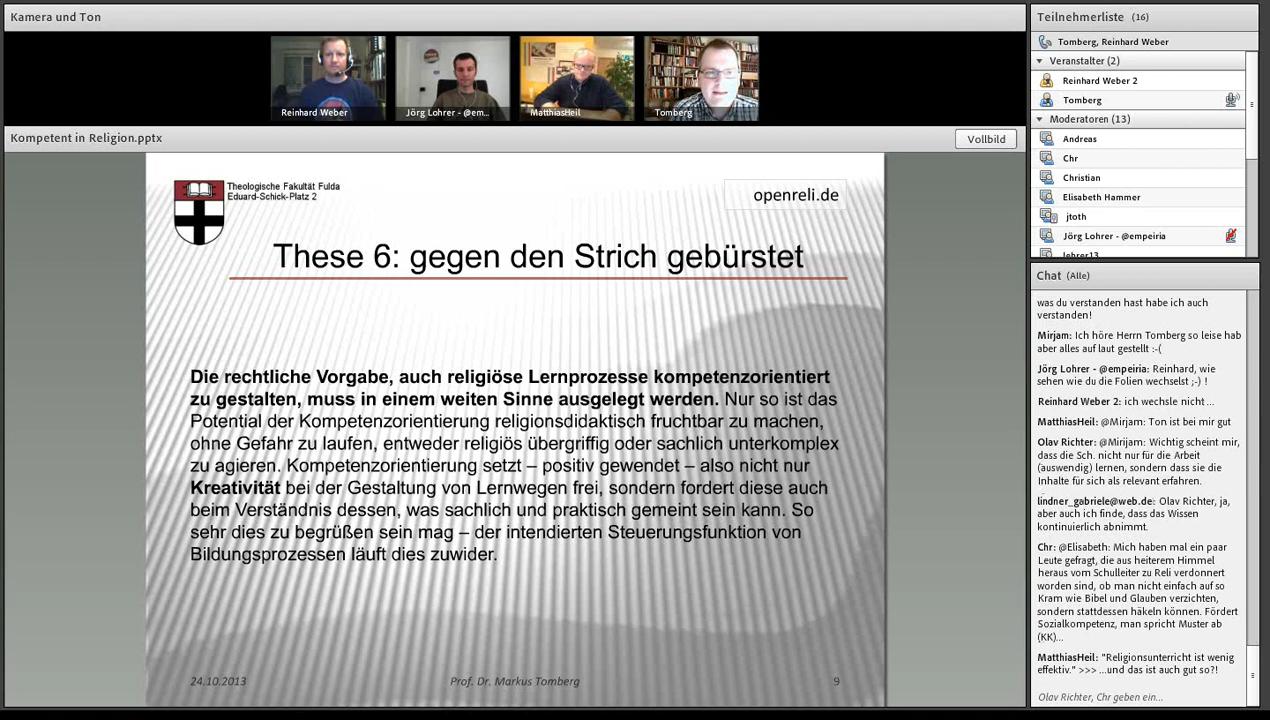 Kamera und Ton
Reinhard Weber
Jörg Lohrer - @em...
MatthiasHeil
Tomberg
Kompetent in Religion.pptx
Vollbild
Theologische Fakultät Fulda
Eduard-Schick-Platz 2
openreli.de
These 6: gegen den Strich gebürstet
Die rechtliche Vorgabe, auch religiöse Lernprozesse kompetenzorientiert
zu gestalten, muss in einem weiten Sinne ausgelegt werden. Nur so ist das
Potential der Kompetenzorientierung religionsdidaktisch fruchtbar zu machen,
ohne Gefahr zu laufen, entweder religiös übergriffig oder sachlich unterkomplex
zu agieren. Kompetenzorientierung setzt – positiv gewendet – also nicht nur
Kreativität bei der Gestaltung von Lernwegen frei, sondern fordert diese auch
beim Verständnis dessen, was sachlich und praktisch gemeint sein kann. So
sehr dies zu begrüßen sein mag – der intendierten Steuerungsfunktion von
Bildungsprozessen läuft dies zuwider.
24.10.2013
Prof. Dr. Markus Tomberg
9
Teilnehmerliste (16)
Tomberg, Reinhard Weber
Veranstalter (2)
Reinhard Weber 2
Tomberg
Moderatoren (13)
Andreas
Chr
Christian
Elisabeth Hammer
jtoth
Jörg Lohrer - @empeiria
lehrer13
Chat (Alle)
was du verstanden hast habe ich auch
verstanden!
Mirjam: Ich höre Herrn Tomberg so leise hab
aber alles auf laut gestellt :-(
Jörg Lohrer - @empeiria: Reinhard, wie
sehen wie du die Folien wechselst ;-) !
Reinhard Weber 2: ich wechsle nicht ...
MatthiasHeil: @Mirjam: Ton ist bei mir gut
Olav Richter: @Mirijam: Wichtig scheint mir,
dass die Sch. nicht nur für die Arbeit
(auswendig) lernen, sondern dass sie die
Inhalte für sich als relevant erfahren.
lindner_gabriele@web.de: Olav Richter, ja,
aber auch ich finde, dass das Wissen
kontinuierlich abnimmt.
Chr: @Elisabeth: Mich haben mal ein paar
Leute gefragt, die aus heiterem Himmel
heraus vom Schulleiter zu Reli verdonnert
worden sind, ob man nicht einfach auf so
Kram wie Bibel und Glauben verzichten,
sondern stattdessen häkeln können. Fördert
Sozialkompetenz, man spricht Muster ab
(KK)...
MatthiasHeil: "Religionsunterricht ist wenig
effektiv." >>> ...und das ist auch gut so?!
Olav Richter, Chr geben ein...